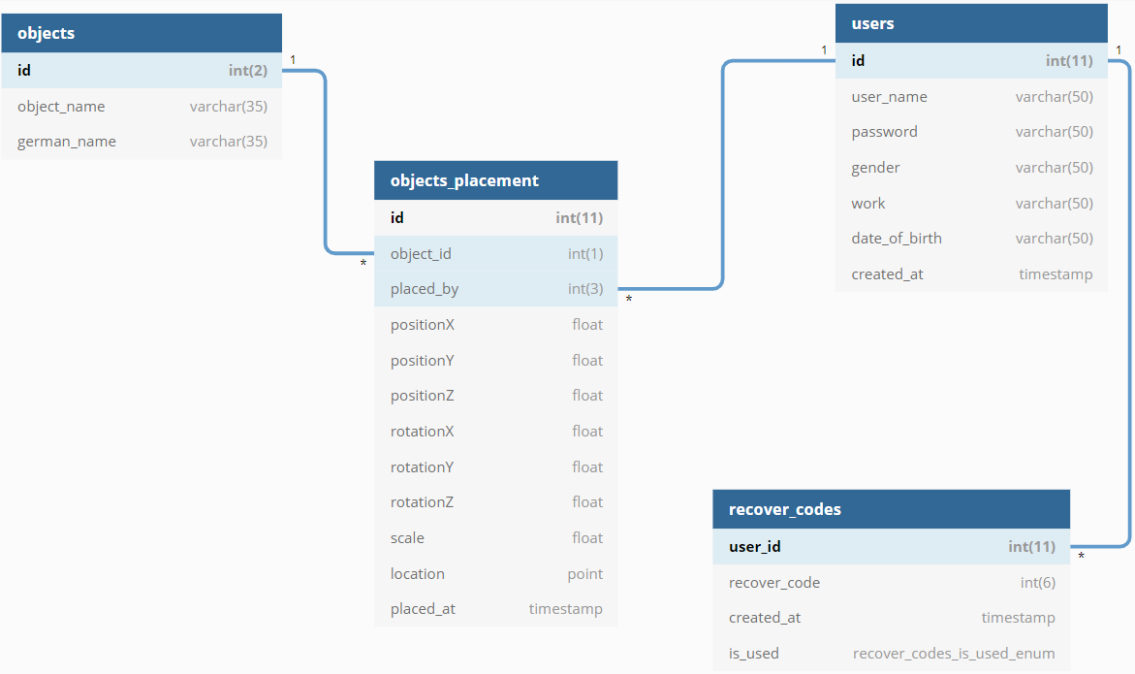 objects
id int(2)
object_name varchar(35)
german_name varchar(35)
1
users
id int(11)
user_name varchar(50)
password varchar(50)
gender varchar(50)
work varchar(50)
date_of_birth varchar(50)
created_at timestamp
1
1
objects_placement
id int(11)
object_id int(1)
placed_by int(3)
positionX float
positionY float
positionZ float
rotationX float
rotationY float
rotationZ float
scale float
location point
placed_at timestamp
*
*
recover_codes
user_id int(11)
recover_code int(6)
created_at timestamp
is_used recover_codes_is_used_enum
*